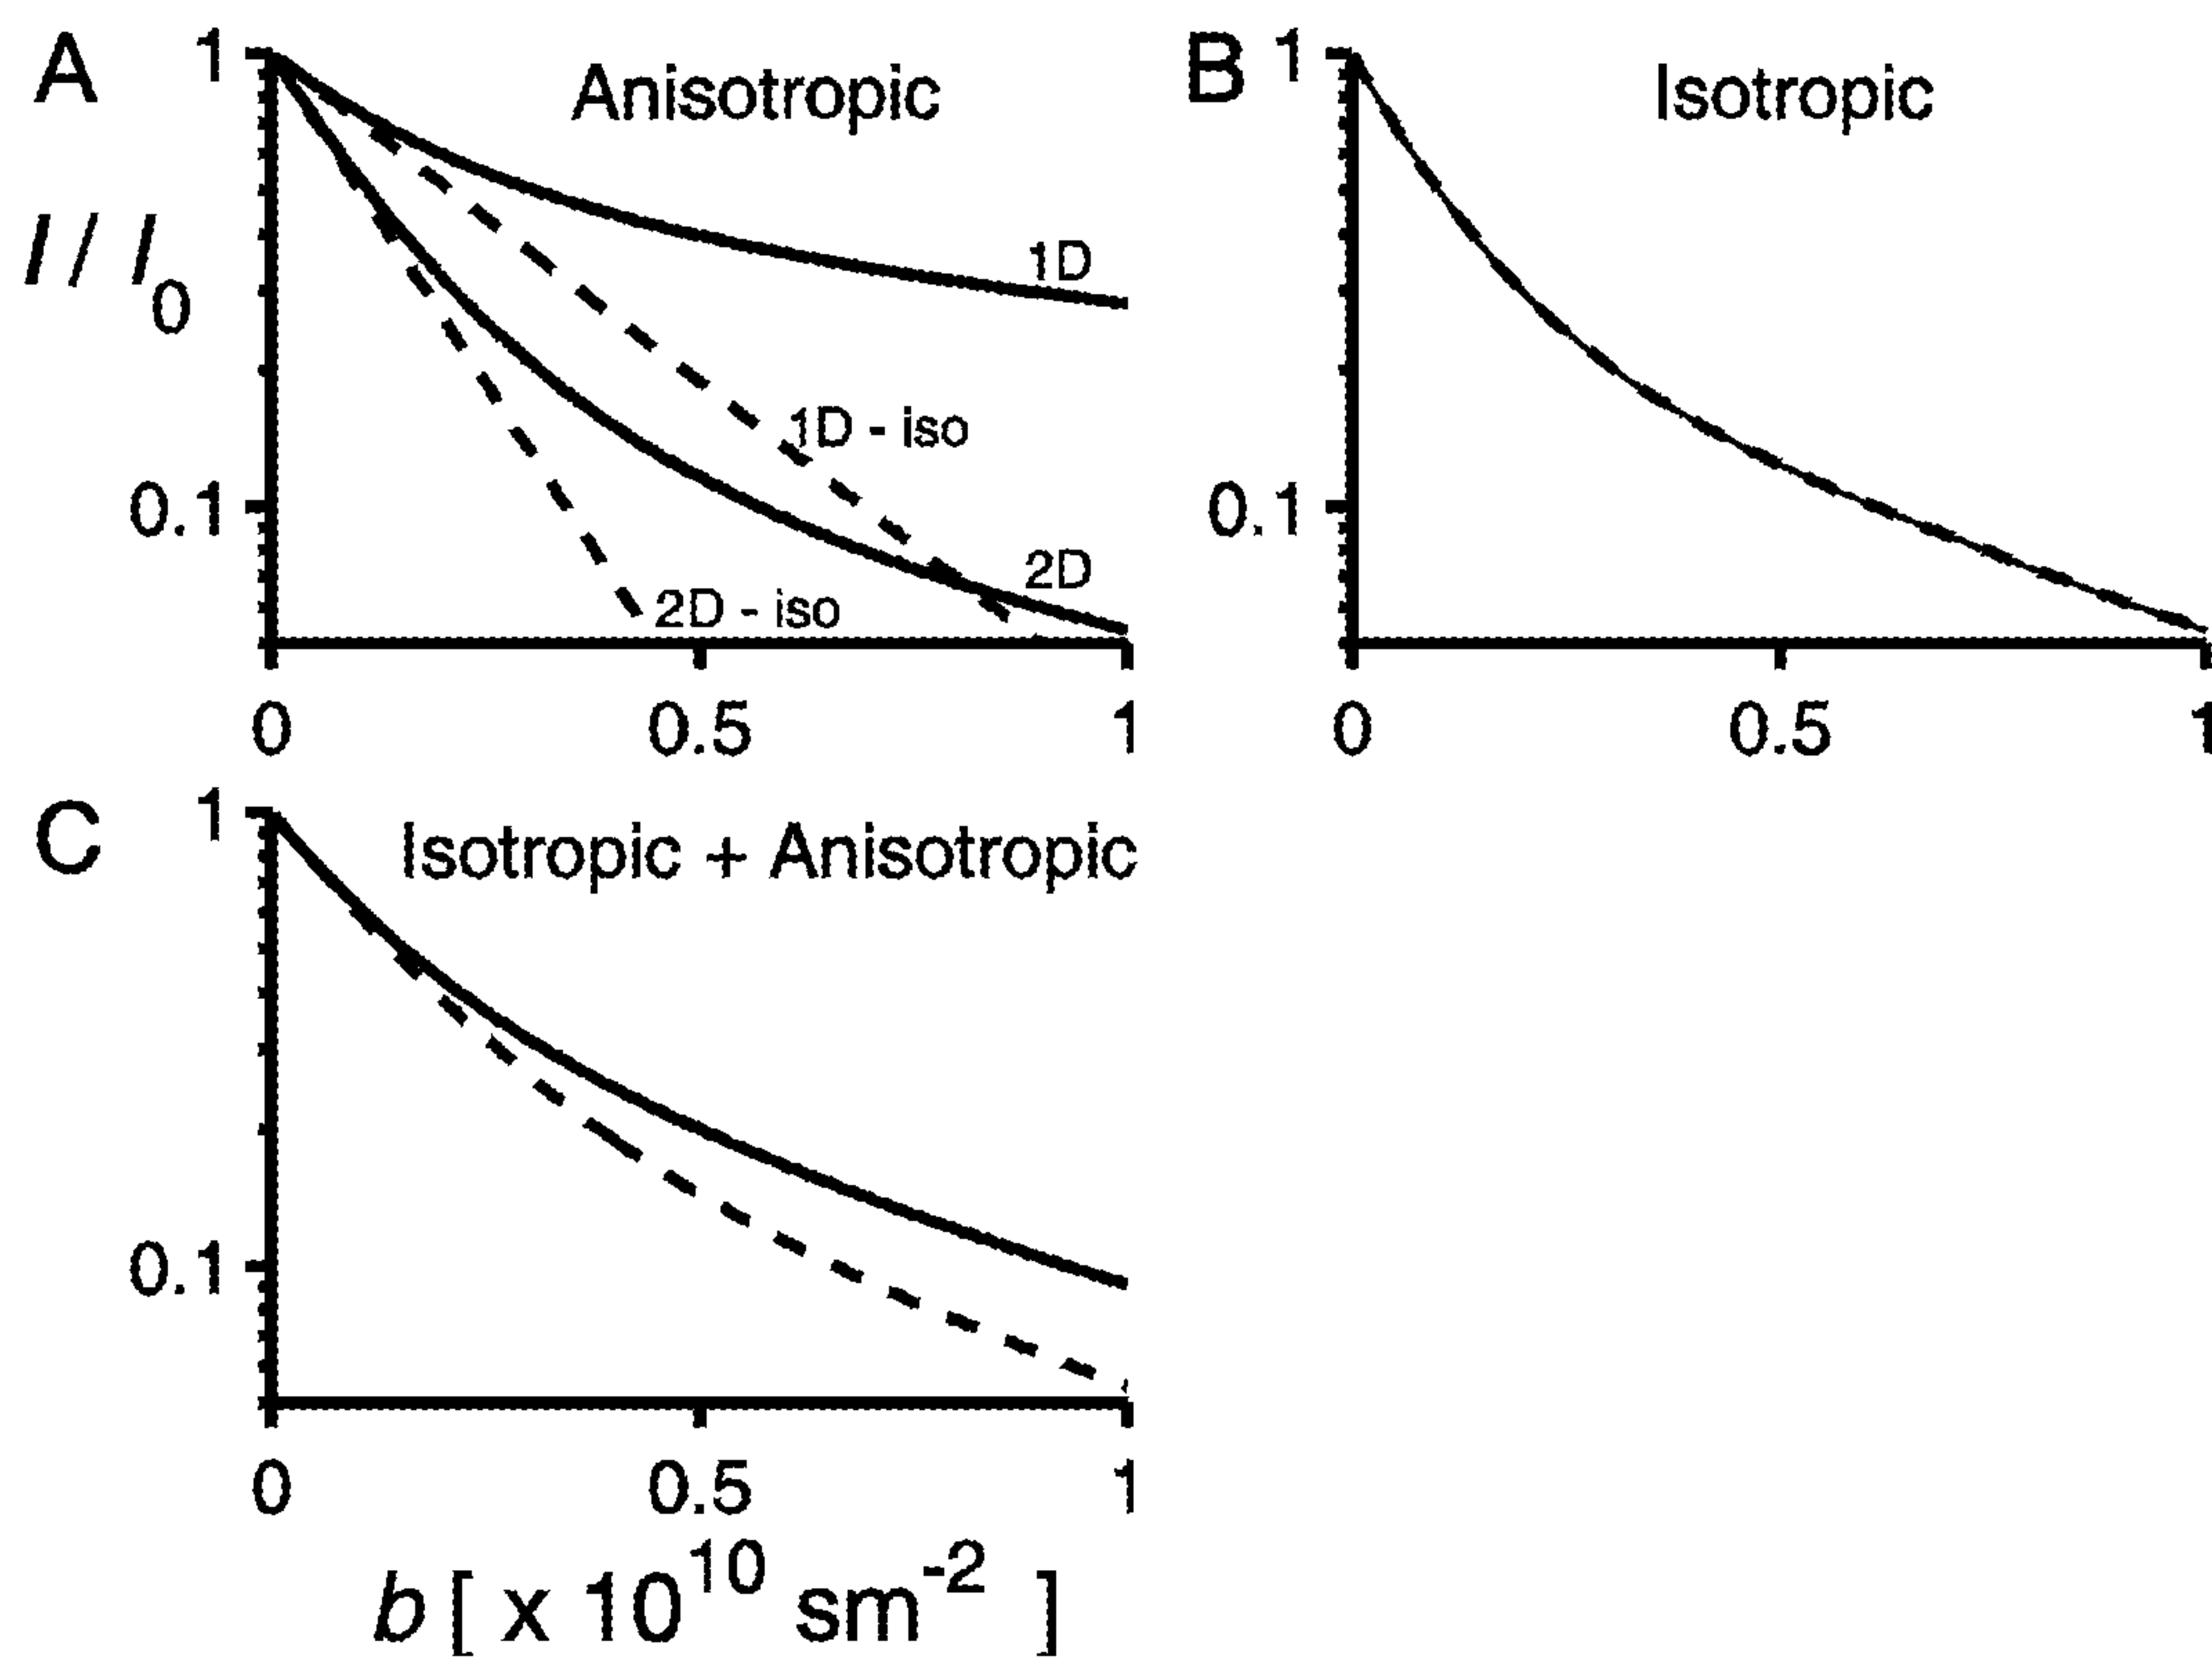 A
1
Anisotropic
I / I0
1D
1D - iso
0.1
2D
2D - iso
0
0.5
1
B
1
Isotropic
0.1
0
0.5
1
C
1
Isotropic + Anisotropic
0.1
0
0.5
1
b [ x 10^10 sm^-2 ]